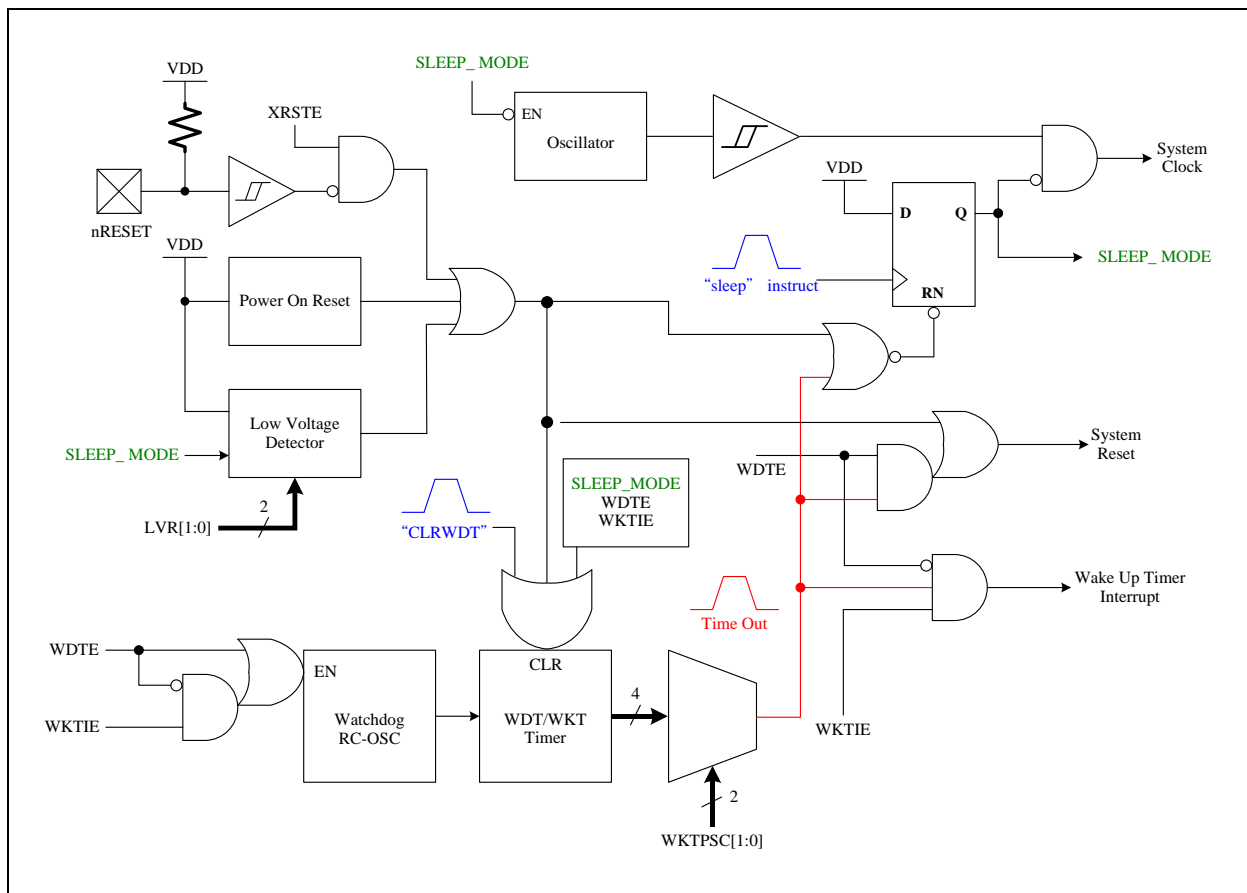 SLEEP_ MODE
VDD
XRSTE
EN
Oscillator
System
Clock
VDD
nRESET
D
Q
VDD
SLEEP_ MODE
“sleep” instruct
RN
Power On Reset
Low Voltage
Detector
SLEEP_ MODE
System
Reset
WDTE
SLEEP_MODE
WDTE
WKTIE
2
LVR[1:0]
“CLRWDT”
Wake Up Timer
Interrupt
Time Out
WDTE
EN
CLR
4
Watchdog
RC-OSC
WDT/WKT
Timer
WKTIE
WKTIE
2
WKTPSC[1:0]